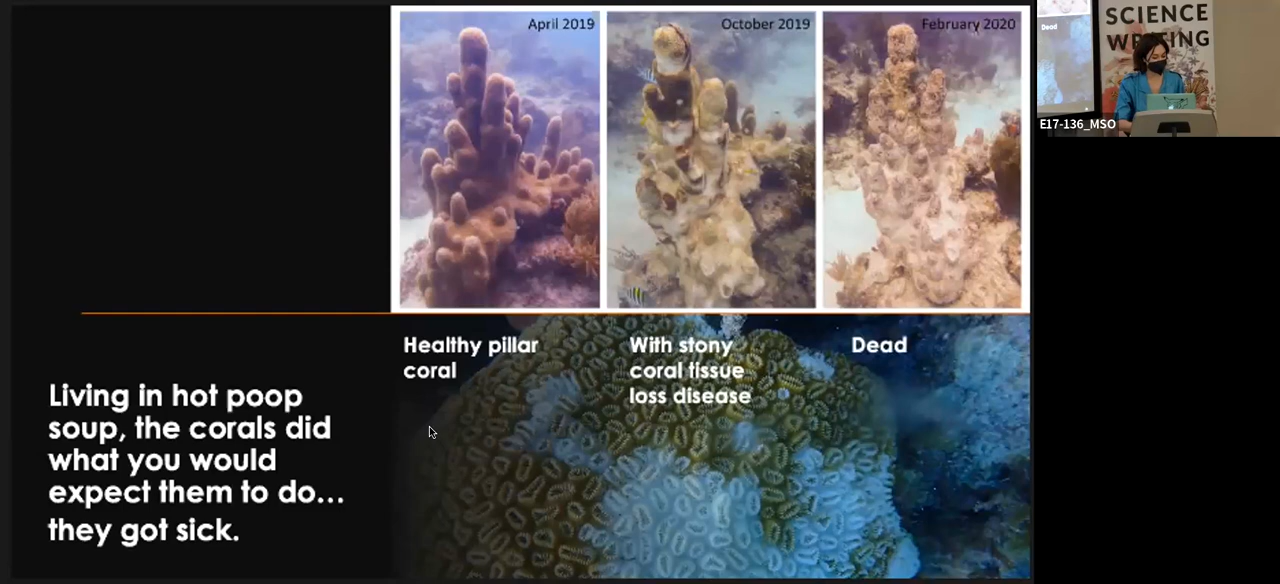 April 2019
October 2019
February 2020
Healthy pillar
coral
With stony
coral tissue
loss disease
Dead
Living in hot poop
soup, the corals did
what you would
expect them to do...
they got sick.
Dead
SCIENCE
WRITING
E17-136_MSO